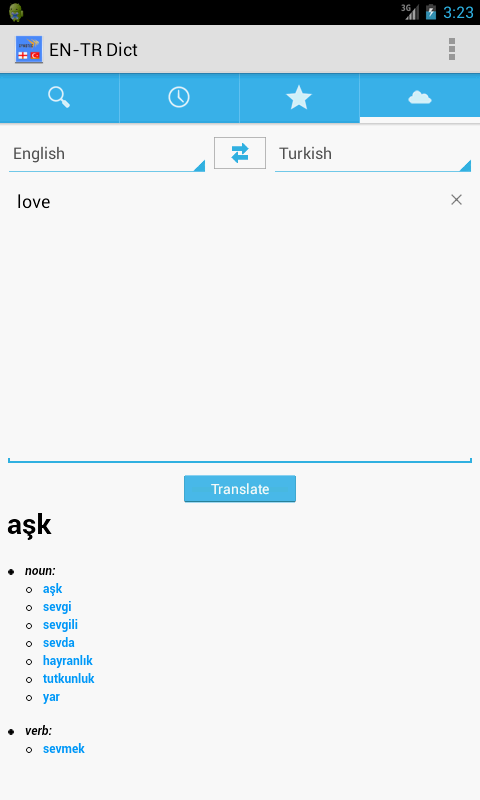 3G 3:23
EN-TR Dict
English Turkish
love
Translate
aşk
noun:
aşk
sevgi
sevgili
sevda
hayranlık
tutkunluk
yar
verb:
sevmek